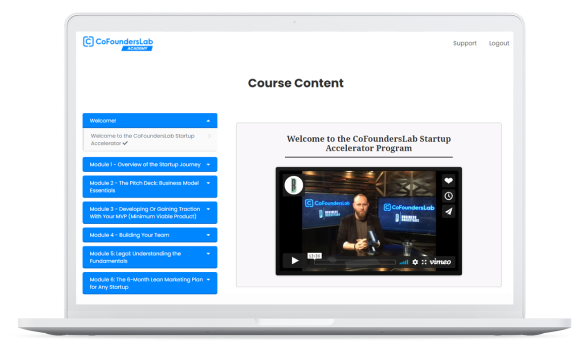 CoFoundersLab
ACADEMY
Support Logout
Course Content
Welcome!
Welcome to the CoFoundersLab Startup
Accelerator ✓
Module 1 - Overview of the Startup Journey
Module 2 - The Pitch Deck: Business Model
Essentials
Module 3 - Developing Or Gaining Traction
With Your MVP (Minimum Viable Product)
Module 4 - Building Your Team
Module 5: Legal: Understanding the
Fundamentals
Module 6: The 6-Month Lean Marketing Plan
for Any Startup
Welcome to the CoFoundersLab Startup
Accelerator Program
CoFoundersLab
CoFoundersLab
BUSINESS
BUSINESS
vimeo